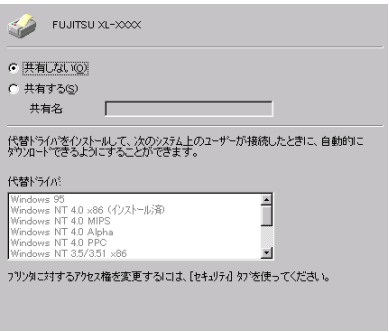 FUJITSU XL-XXXX
共有しない(O)
共有する(S)
共有名
代替ドライバをインストールして、次のシステム上のユーザーが接続したときに、自動的に
ダウンロードできるようにすることができます。
代替ドライバ:
Windows 95
Windows NT 4.0 x86 (インストール済)
Windows NT 4.0 MIPS
Windows NT 4.0 Alpha
Windows NT 4.0 PPC
Windows NT 3.5/3.51 x86
プリンタに対するアクセス権を変更するには、[セキュリティ] タブを使ってください。